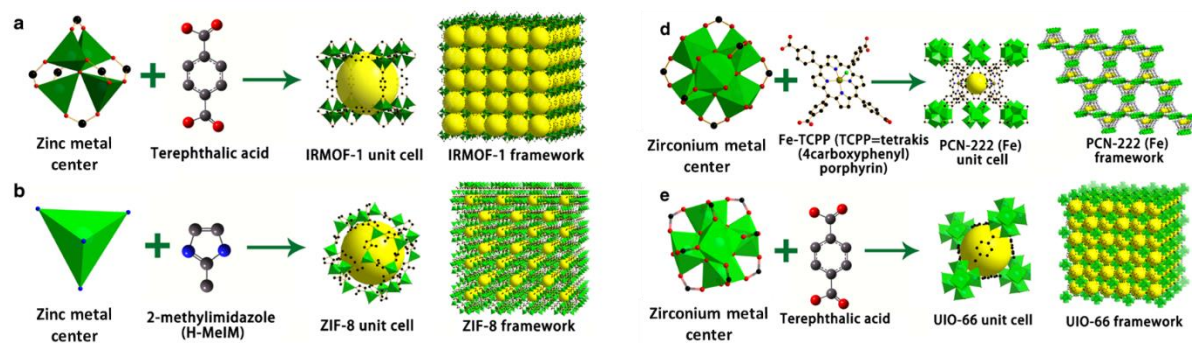 a
Zinc metal
center
Terephthalic acid
IRMOF-1 unit cell
IRMOF-1 framework
b
Zinc metal
center
2-methylimidazole
(H-MeIM)
ZIF-8 unit cell
ZIF-8 framework
d
Zirconium metal
center
Fe-TCPP (TCPP=tetrakis
(4carboxyphenyl)
porphyrin)
PCN-222 (Fe)
unit cell
PCN-222 (Fe)
framework
e
Zirconium metal
center
Terephthalic acid
UIO-66 unit cell
UIO-66 framework